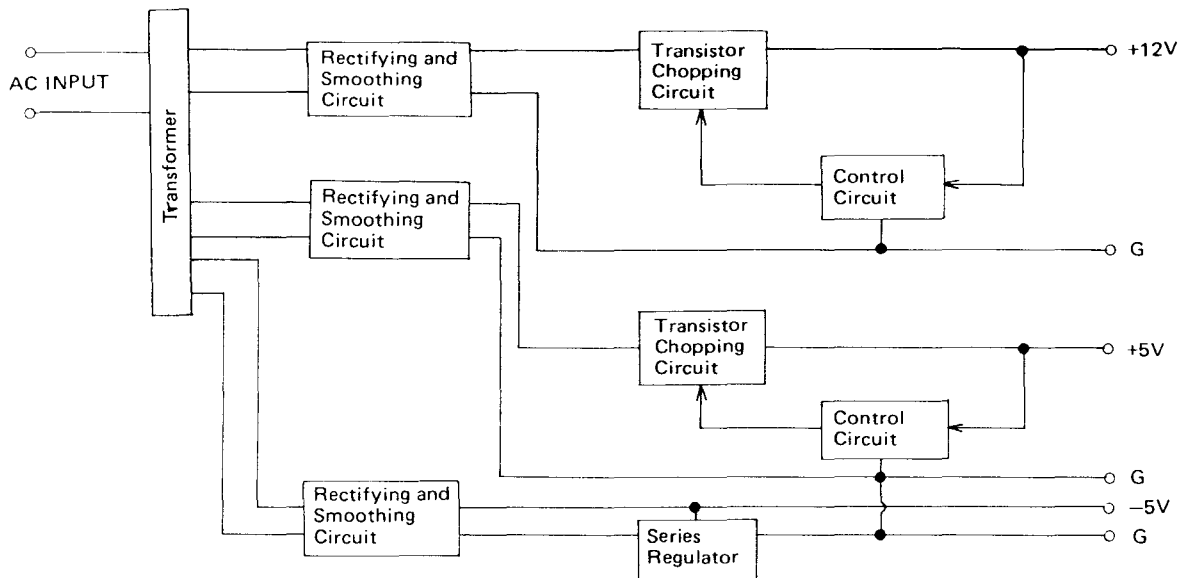 AC INPUT
Transformer
Rectifying and
Smoothing
Circuit
Transistor
Chopping
Circuit
+12V
Control
Circuit
G
Rectifying and
Smoothing
Circuit
Transistor
Chopping
Circuit
+5V
Control
Circuit
G
Rectifying and
Smoothing
Circuit
−5V
Series
Regulator
G